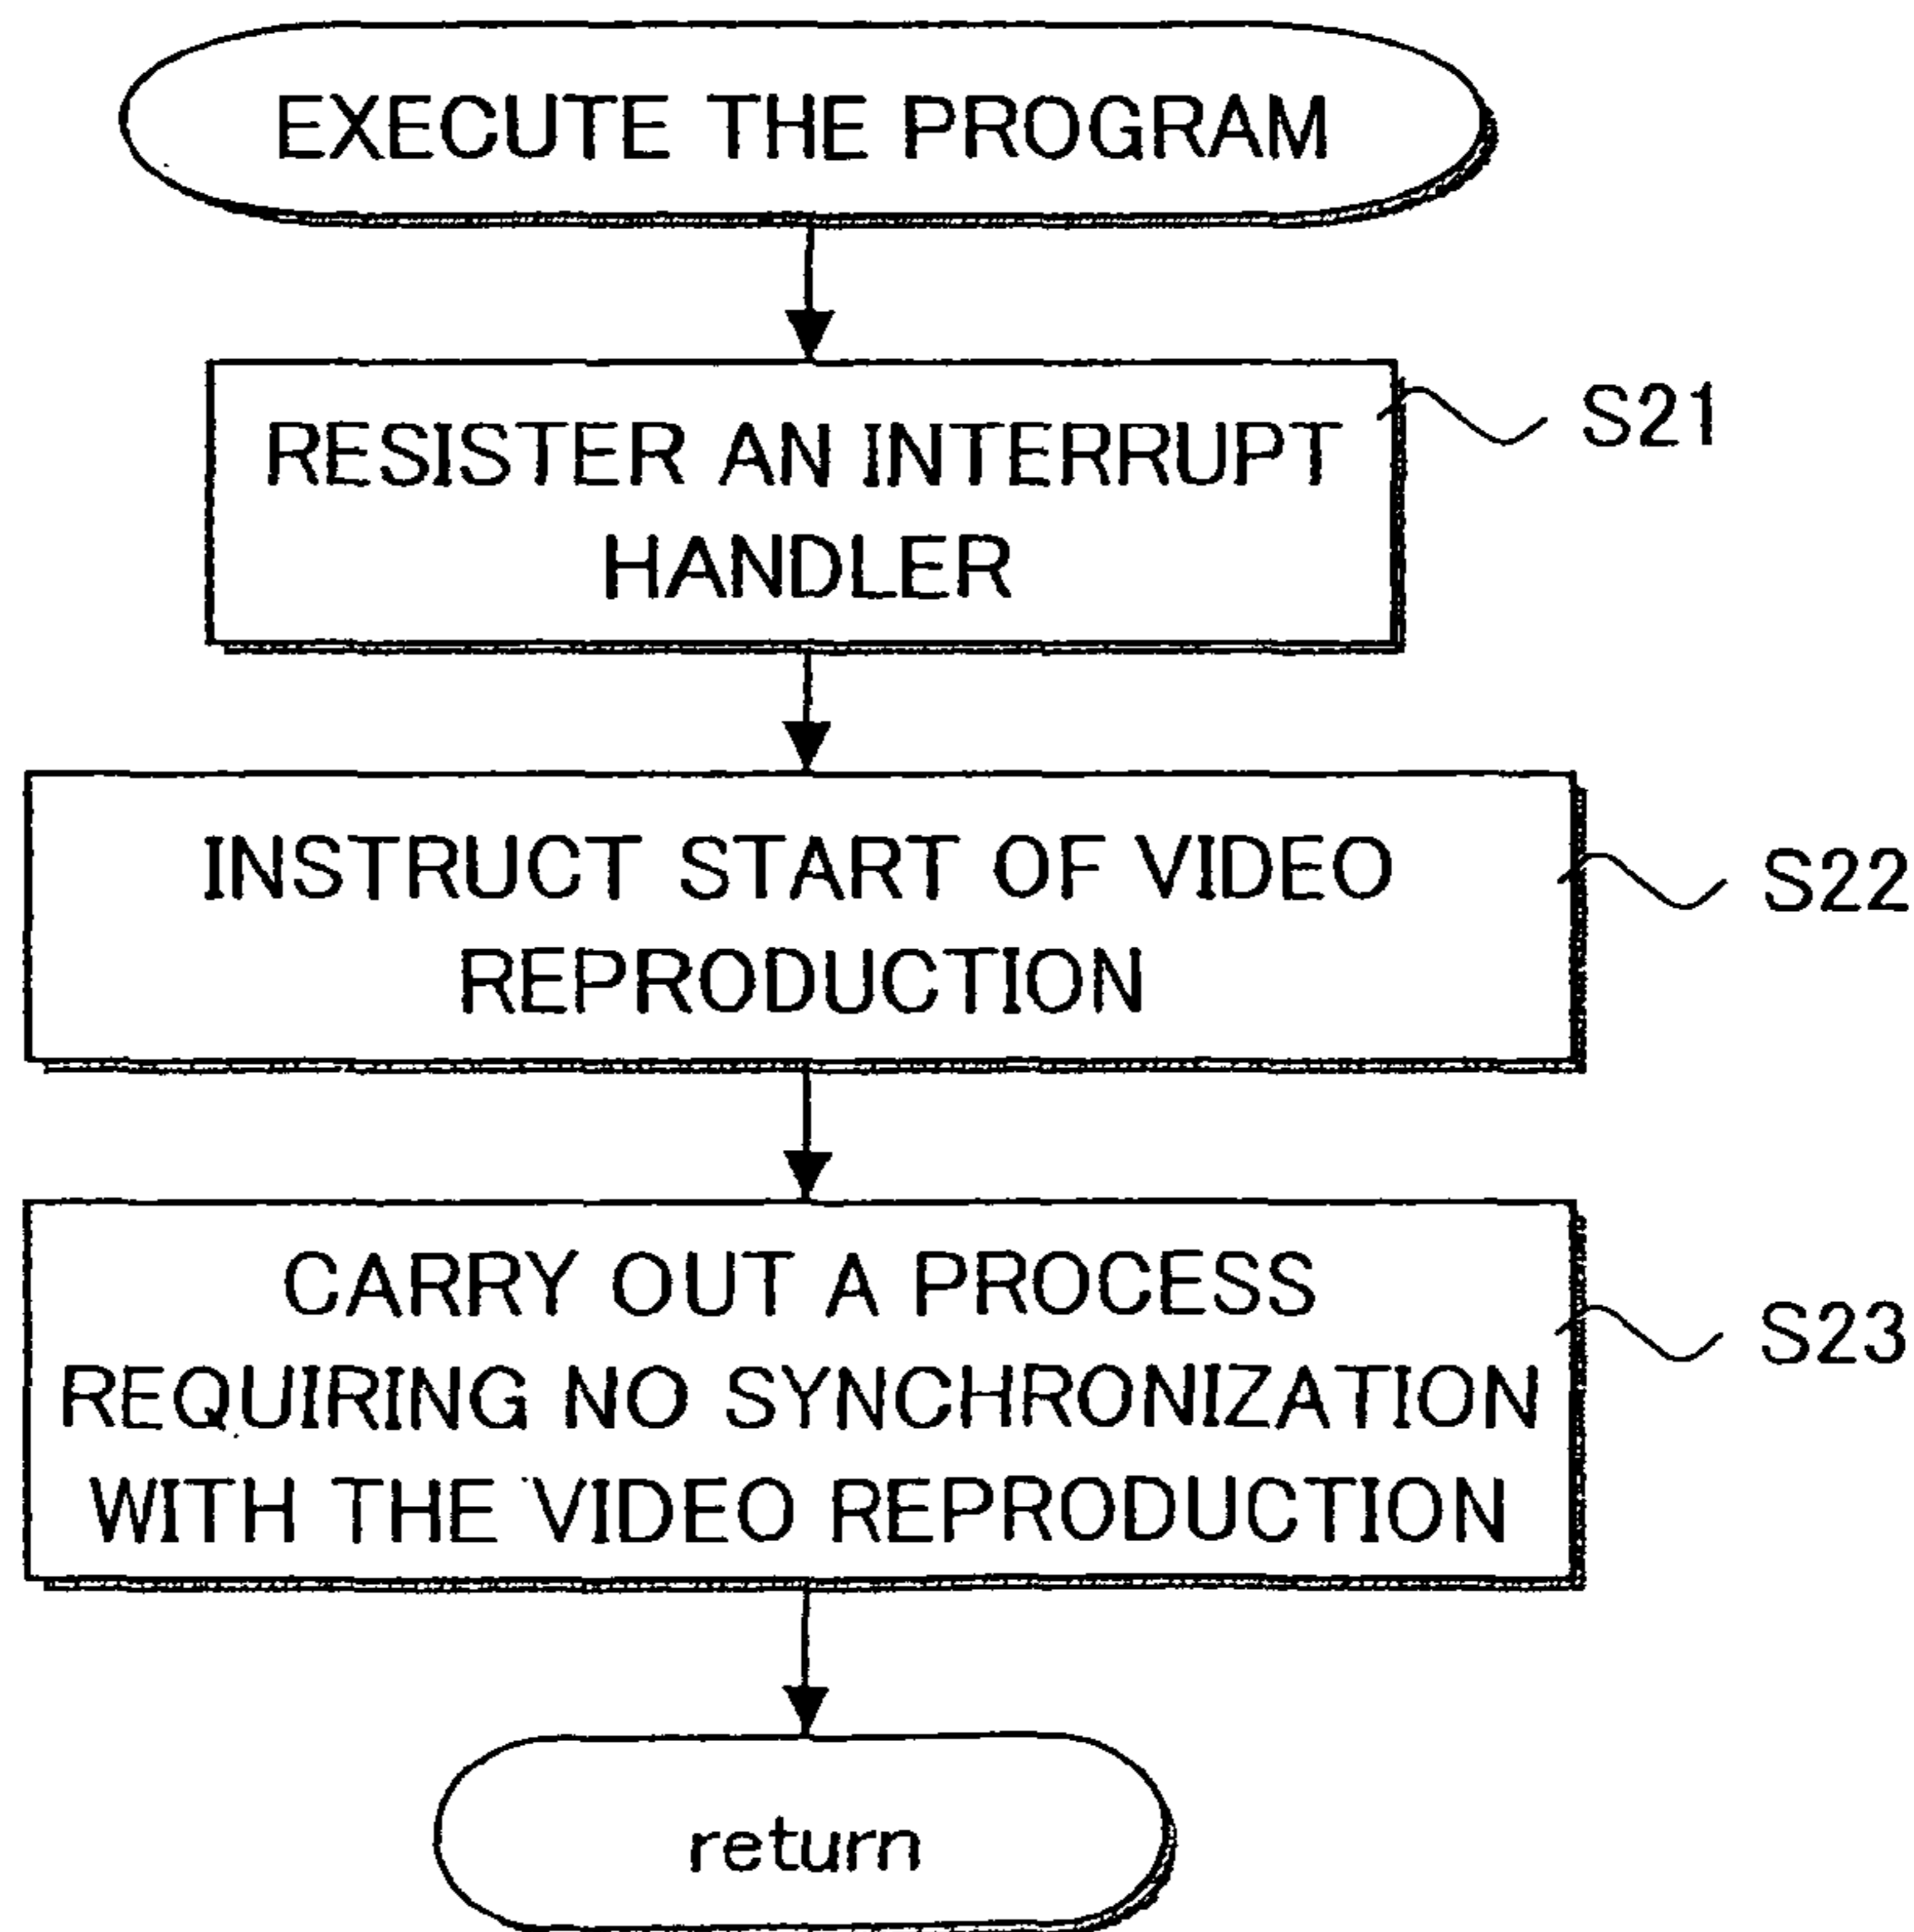 EXECUTE THE PROGRAM
RESISTER AN INTERRUPT
HANDLER
S21
INSTRUCT START OF VIDEO
REPRODUCTION
S22
CARRY OUT A PROCESS
REQUIRING NO SYNCHRONIZATION
WITH THE VIDEO REPRODUCTION
S23
return